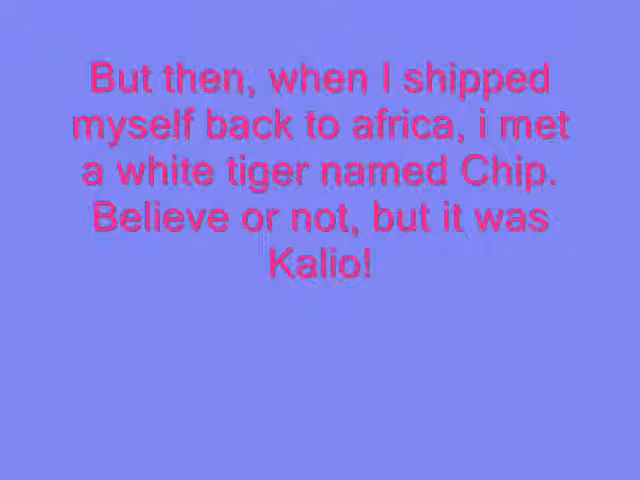 But then, when I shipped
myself back to africa, i met
a white tiger named Chip.
Believe or not, but it was
Kalio!